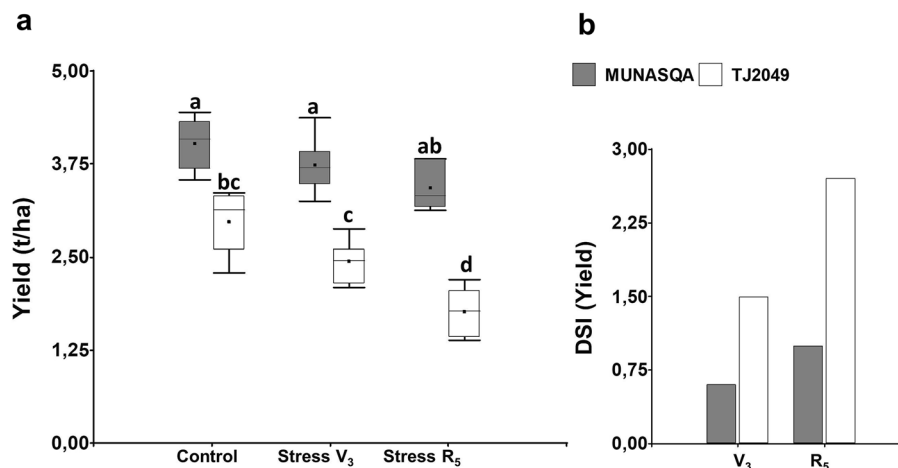 a
Yield (t/ha)
5,00
3,75
2,50
1,25
0,00
a
bc
a
c
ab
d
Control
Stress V₃
Stress R₅
b
MUNASQA
TJ2049
DSI (Yield)
3,00
2,25
1,50
0,75
0,00
V₃
R₅